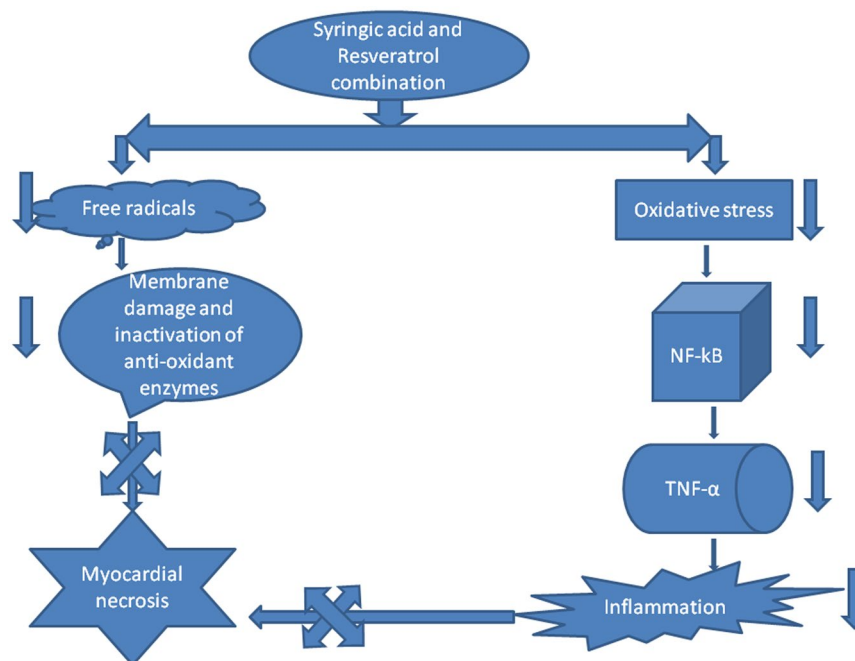 Syringic acid and
Resveratrol
combination
Free radicals
Oxidative stress
Membrane
damage and
inactivation of
anti-oxidant
enzymes
NF-kB
TNF-α
Myocardial
necrosis
Inflammation